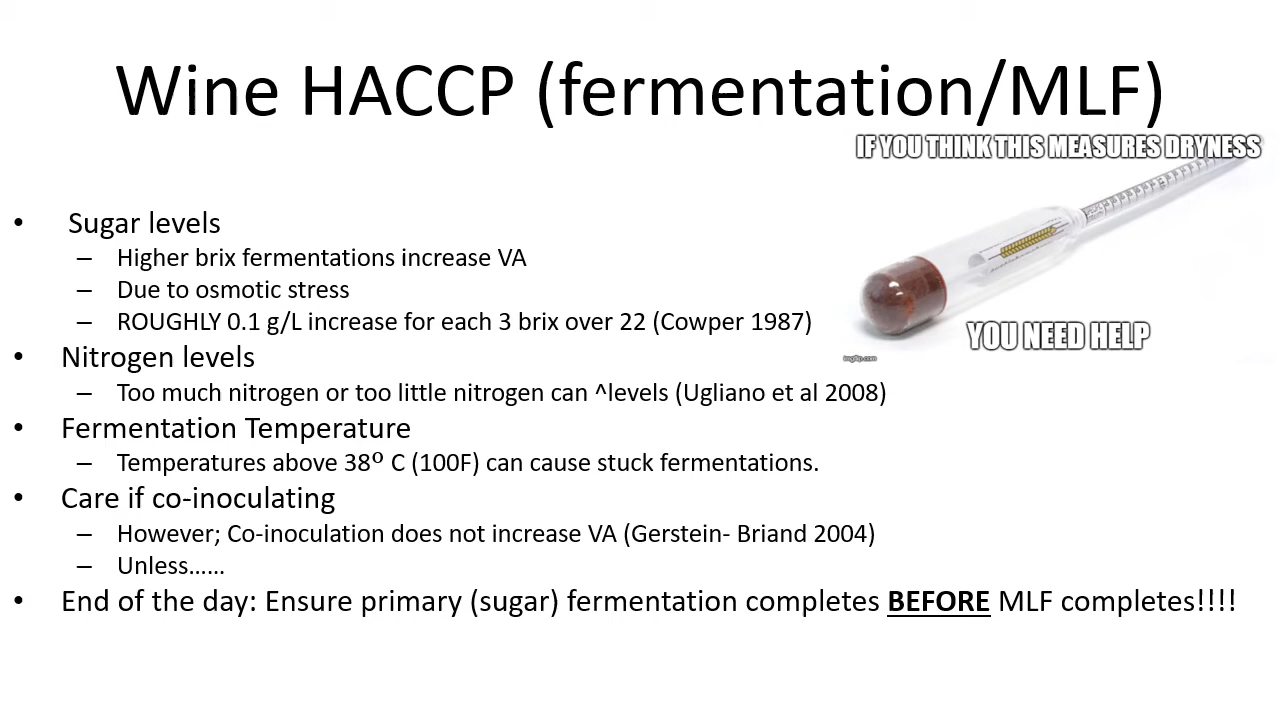 Wine HACCP (fermentation/MLF)
IF YOU THINK THIS MEASURES DRYNESS
YOU NEED HELP
imgflip.com
• Sugar levels
– Higher brix fermentations increase VA
– Due to osmotic stress
– ROUGHLY 0.1 g/L increase for each 3 brix over 22 (Cowper 1987)
• Nitrogen levels
– Too much nitrogen or too little nitrogen can ^levels (Ugliano et al 2008)
• Fermentation Temperature
– Temperatures above 38º C (100F) can cause stuck fermentations.
• Care if co-inoculating
– However; Co-inoculation does not increase VA (Gerstein- Briand 2004)
– Unless……
• End of the day: Ensure primary (sugar) fermentation completes BEFORE MLF completes!!!!